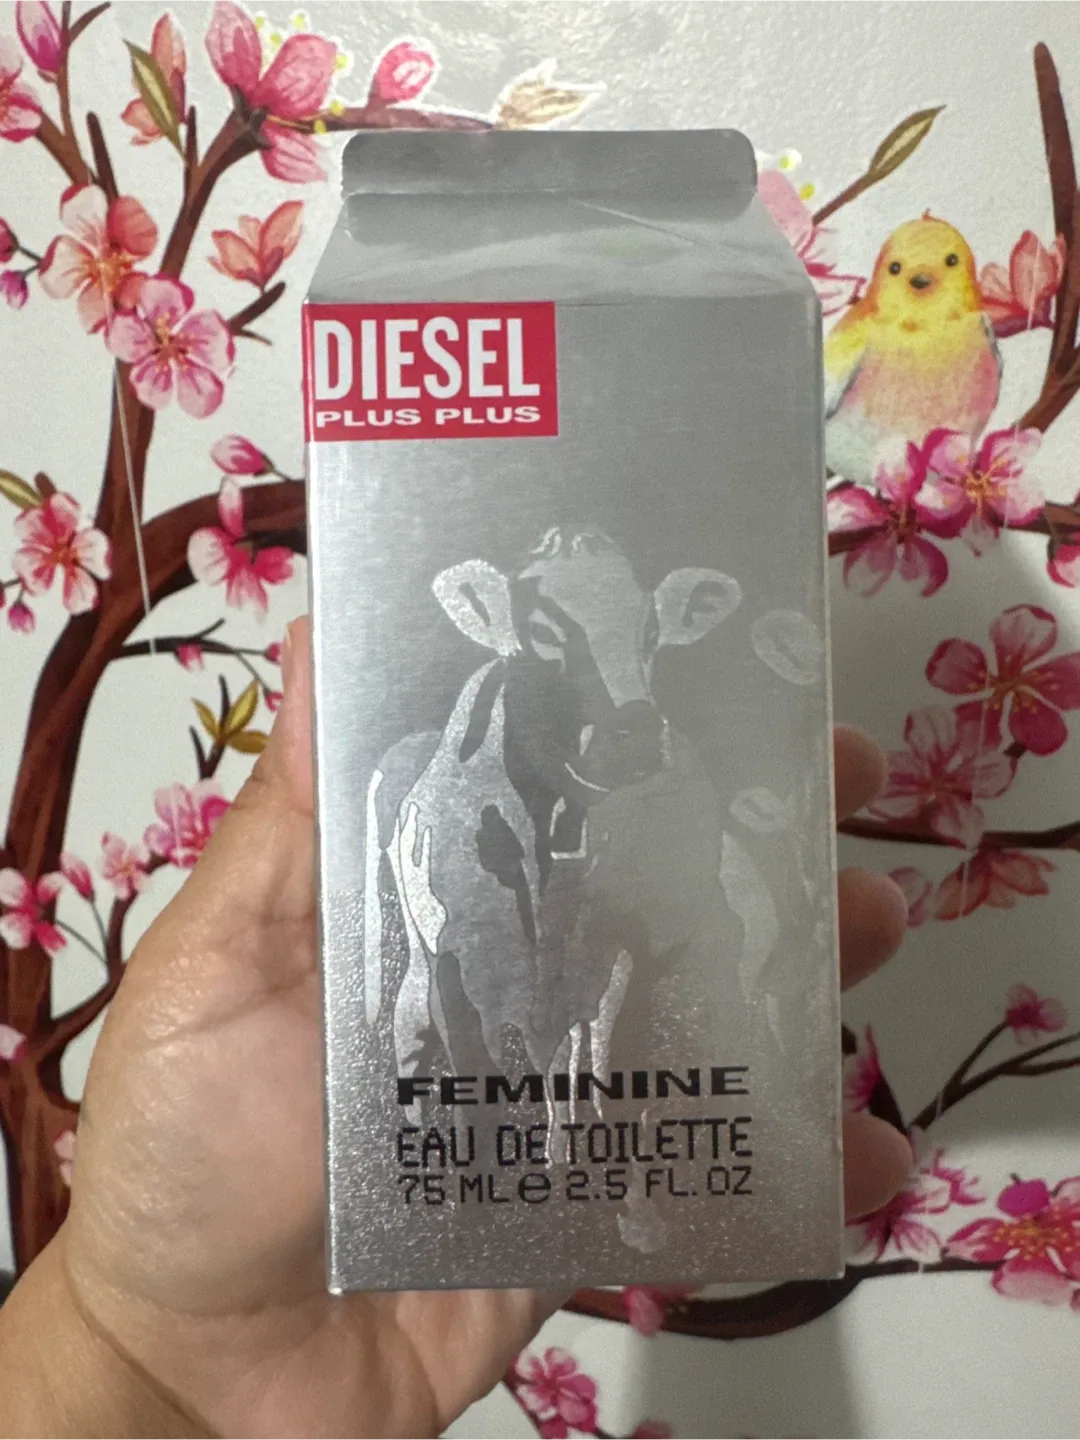 DIESEL
PLUS PLUS
FEMININE
EAU DE TOILETTE
75 ML e 2.5 FL. OZ